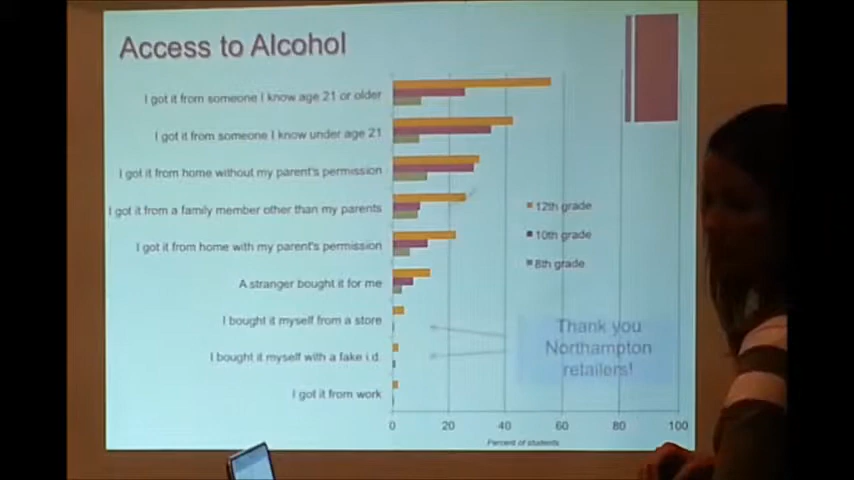 Access to Alcohol
I got it from someone I know age 21 or older
I got it from someone I know under age 21
I got it from home without my parent's permission
I got it from a family member other than my parents
I got it from home with my parent's permission
A stranger bought it for me
I bought it myself from a store
I bought it myself with a fake i.d.
I got it from work
12th grade
10th grade
8th grade
Thank you
Northampton
retailers!
0 20 40 60 80 100
Percent of students